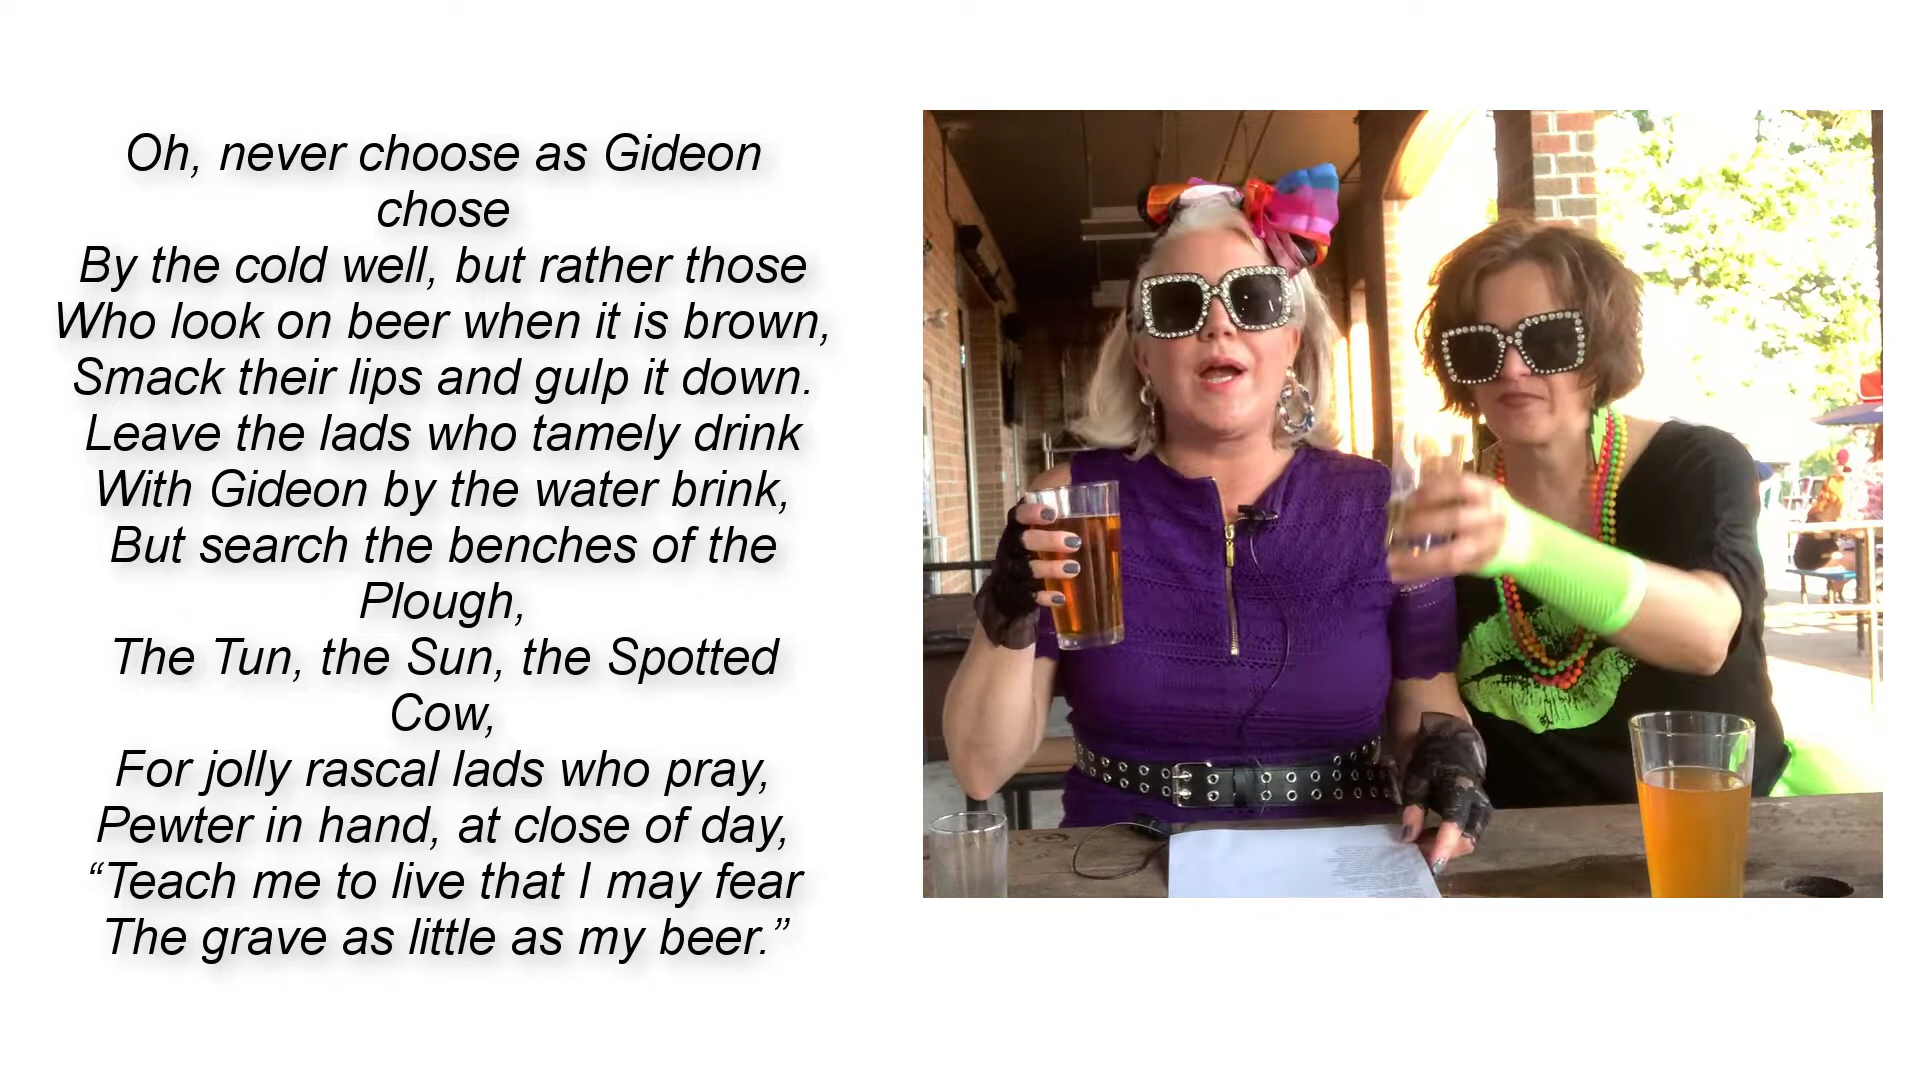 Oh, never choose as Gideon
chose
By the cold well, but rather those
Who look on beer when it is brown,
Smack their lips and gulp it down.
Leave the lads who tamely drink
With Gideon by the water brink,
But search the benches of the
Plough,
The Tun, the Sun, the Spotted
Cow,
For jolly rascal lads who pray,
Pewter in hand, at close of day,
“Teach me to live that I may fear
The grave as little as my beer.”